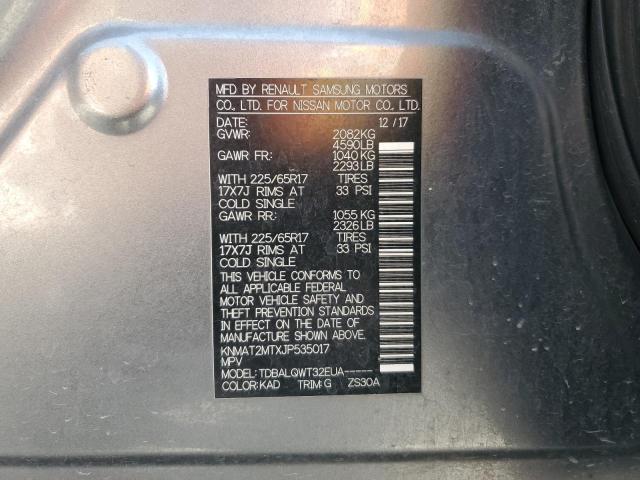 MFD BY RENAULT SAMSUNG MOTORS
CO., LTD. FOR NISSAN MOTOR CO., LTD.
DATE: 12 /17
GVWR: 2082KG
4590LB
GAWR FR: 1040 KG
2293LB
WITH 225/65R17 TIRES
17X7J RIMS AT 33 PSI
COLD SINGLE
GAWR RR: 1055 KG
2326LB
WITH 225/65R17 TIRES
17X7J RIMS AT 33 PSI
COLD SINGLE
THIS VEHICLE CONFORMS TO
ALL APPLICABLE FEDERAL
MOTOR VEHICLE SAFETY AND
THEFT PREVENTION STANDARDS
IN EFFECT ON THE DATE OF
MANUFACTURE SHOWN ABOVE.
KNMAT2MTXJP535017
MPV
MODEL: TDBALQWT32EUA-----
COLOR: KAD TRIM: G ZS30A